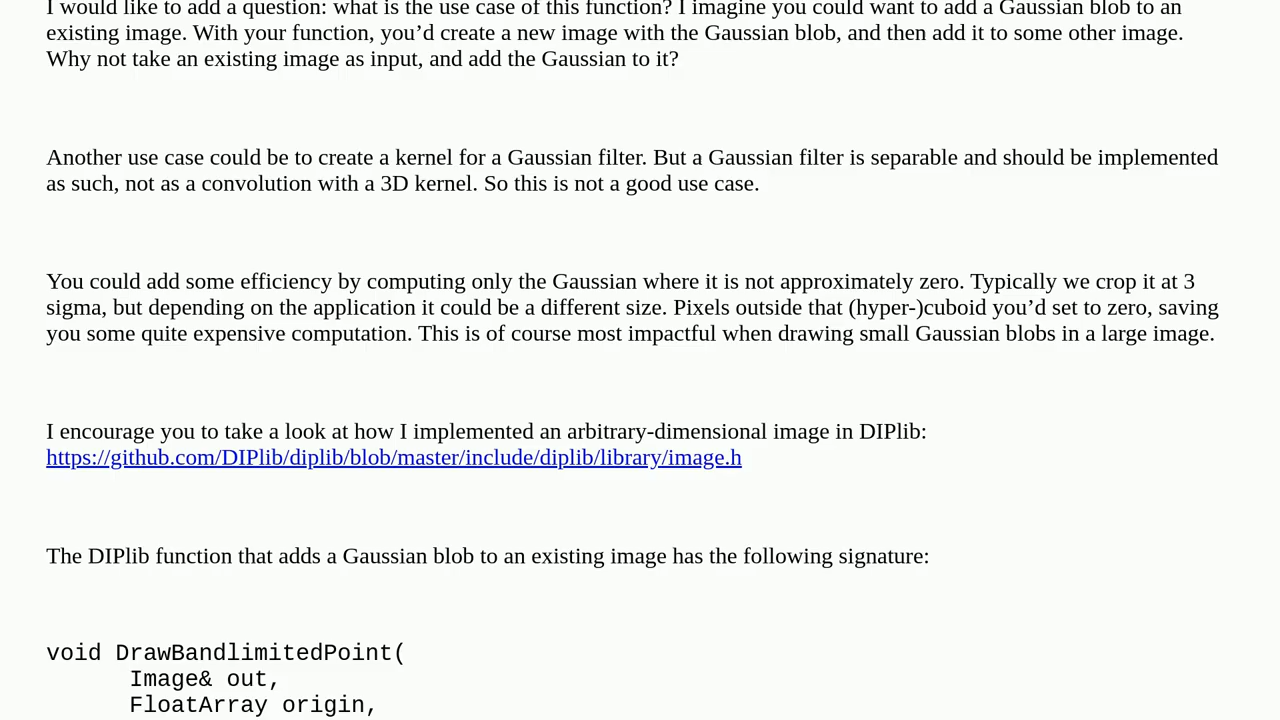 I would like to add a question: what is the use case of this function? I imagine you could want to add a Gaussian blob to an
existing image. With your function, you’d create a new image with the Gaussian blob, and then add it to some other image.
Why not take an existing image as input, and add the Gaussian to it?
Another use case could be to create a kernel for a Gaussian filter. But a Gaussian filter is separable and should be implemented
as such, not as a convolution with a 3D kernel. So this is not a good use case.
You could add some efficiency by computing only the Gaussian where it is not approximately zero. Typically we crop it at 3
sigma, but depending on the application it could be a different size. Pixels outside that (hyper-)cuboid you’d set to zero, saving
you some quite expensive computation. This is of course most impactful when drawing small Gaussian blobs in a large image.
I encourage you to take a look at how I implemented an arbitrary-dimensional image in DIPlib:
https://github.com/DIPlib/diplib/blob/master/include/diplib/library/image.h
The DIPlib function that adds a Gaussian blob to an existing image has the following signature:
void DrawBandlimitedPoint(
      Image& out,
      FloatArray origin,